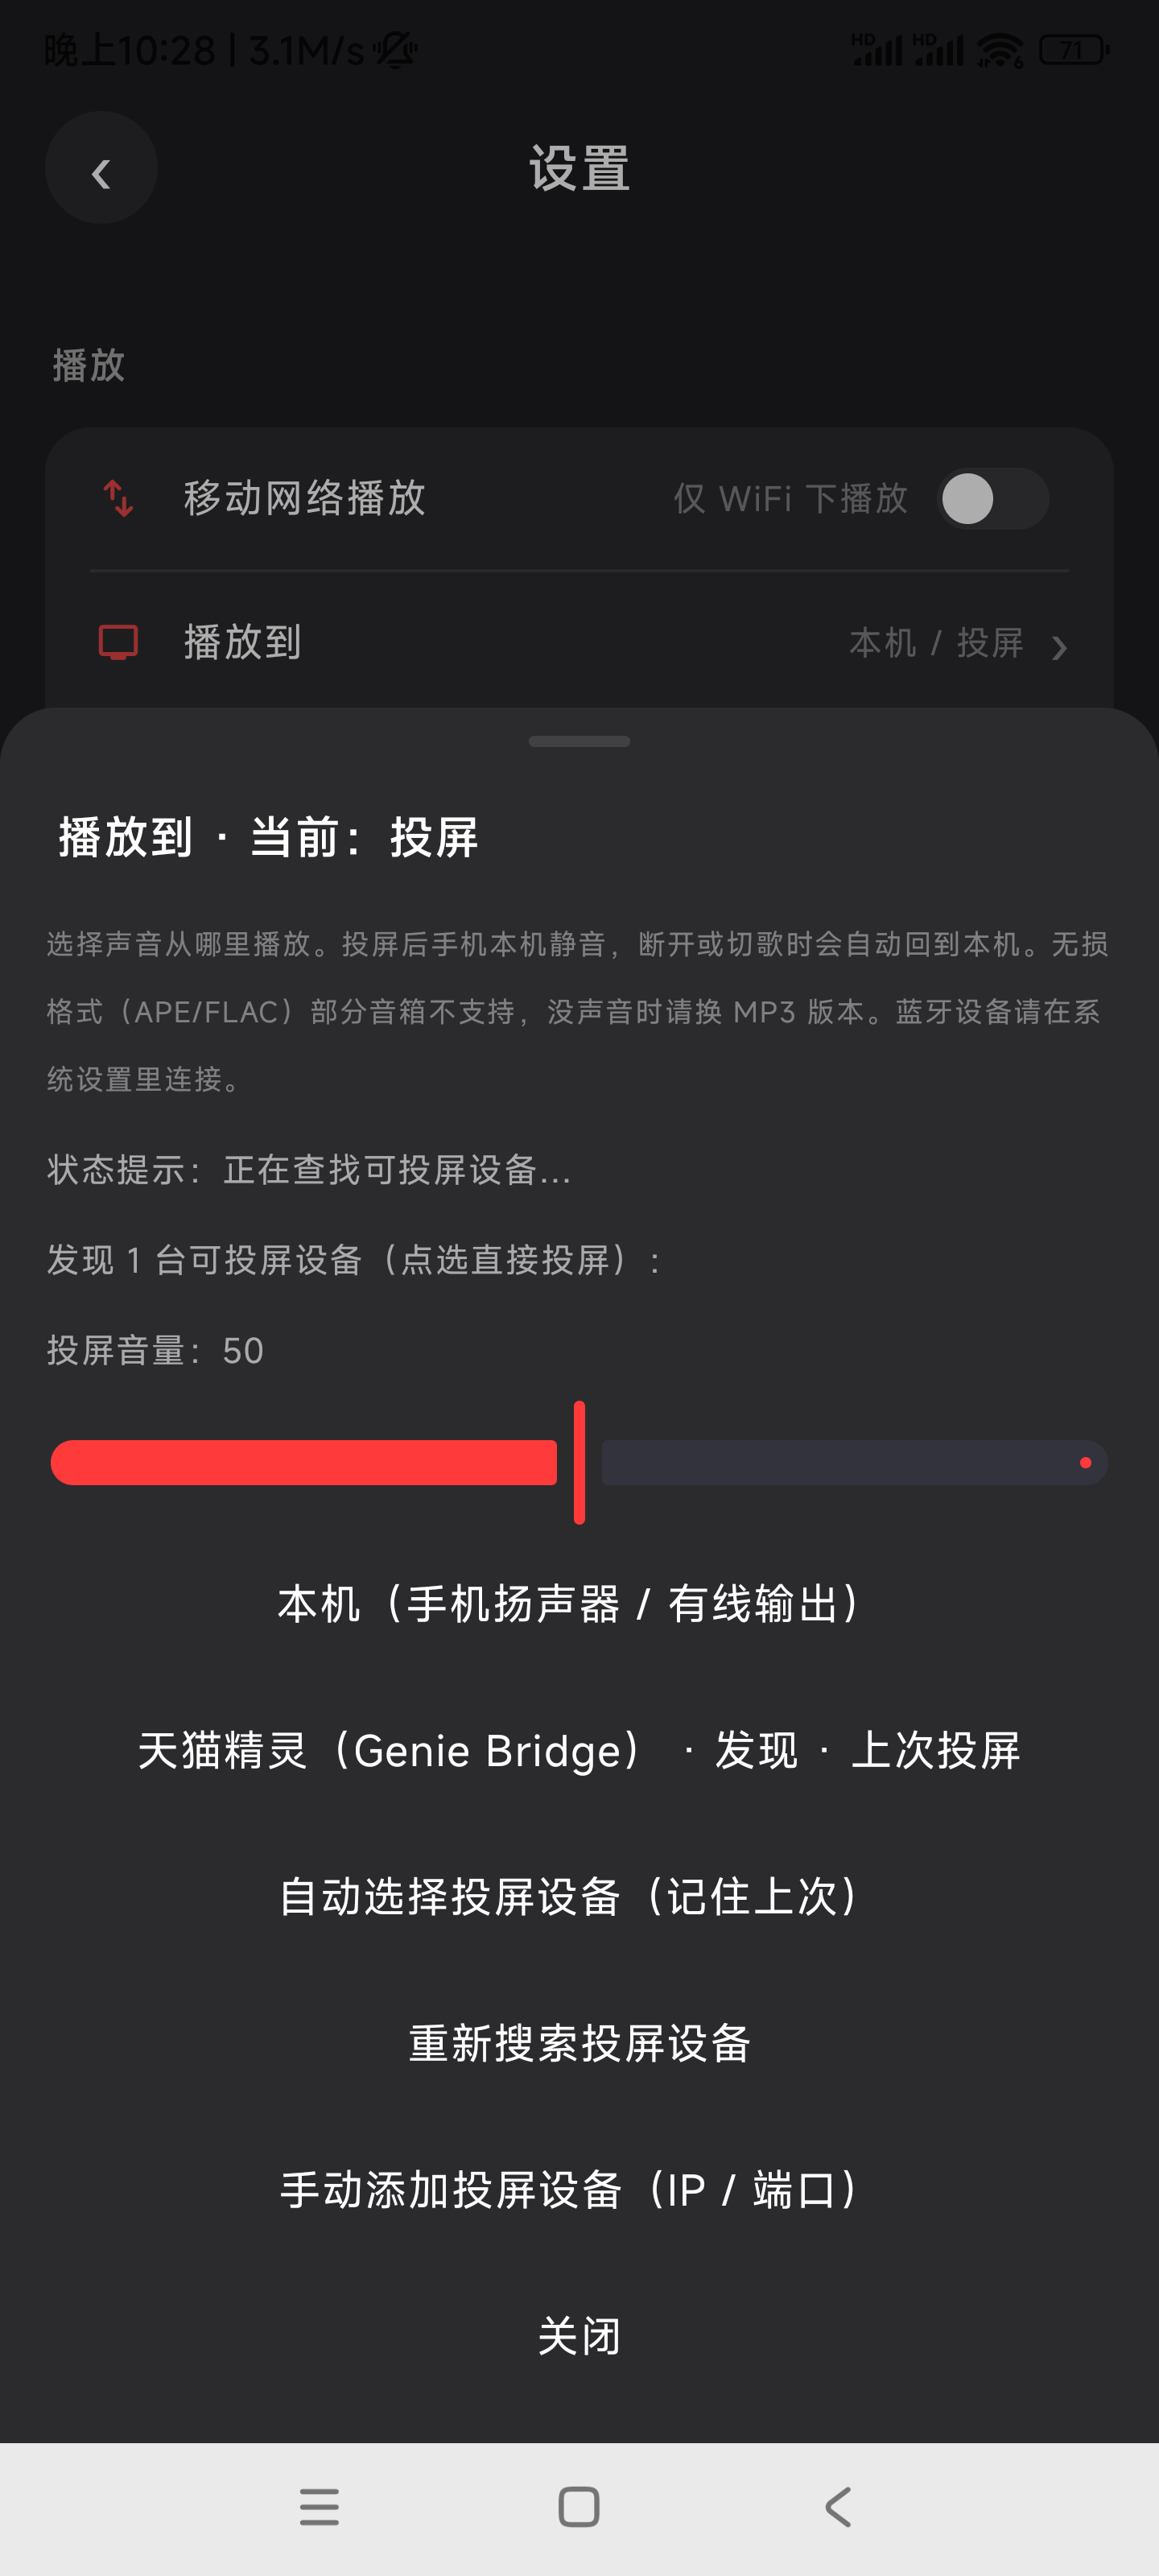 晚上10:28 | 3.1M/s
HD HD 6 71
设置
播放
移动网络播放 仅 WiFi 下播放
播放到 本机 / 投屏
播放到 · 当前：投屏
选择声音从哪里播放。投屏后手机本机静音，断开或切歌时会自动回到本机。无损
格式（APE/FLAC）部分音箱不支持，没声音时请换 MP3 版本。蓝牙设备请在系
统设置里连接。
状态提示：正在查找可投屏设备...
发现 1 台可投屏设备（点选直接投屏）：
投屏音量：50
本机（手机扬声器 / 有线输出）
天猫精灵（Genie Bridge） · 发现 · 上次投屏
自动选择投屏设备（记住上次）
重新搜索投屏设备
手动添加投屏设备（IP / 端口）
关闭